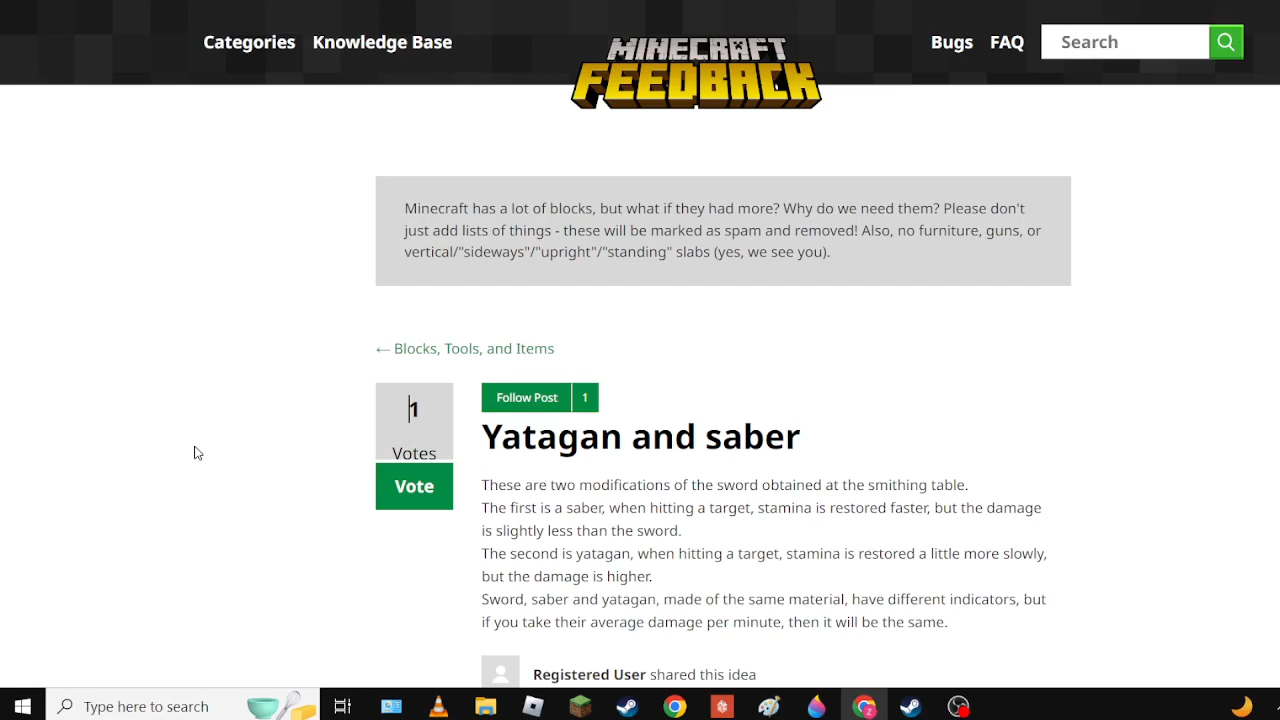 Categories Knowledge Base
MINECRAFT
FEEDBACK
Bugs FAQ Search
Minecraft has a lot of blocks, but what if they had more? Why do we need them? Please don't
just add lists of things - these will be marked as spam and removed! Also, no furniture, guns, or
vertical/"sideways"/"upright"/"standing" slabs (yes, we see you).
← Blocks, Tools, and Items
1
Votes
Vote
Follow Post 1
Yatagan and saber
These are two modifications of the sword obtained at the smithing table.
The first is a saber, when hitting a target, stamina is restored faster, but the damage
is slightly less than the sword.
The second is yatagan, when hitting a target, stamina is restored a little more slowly,
but the damage is higher.
Sword, saber and yatagan, made of the same material, have different indicators, but
if you take their average damage per minute, then it will be the same.
Registered User shared this idea
Type here to search